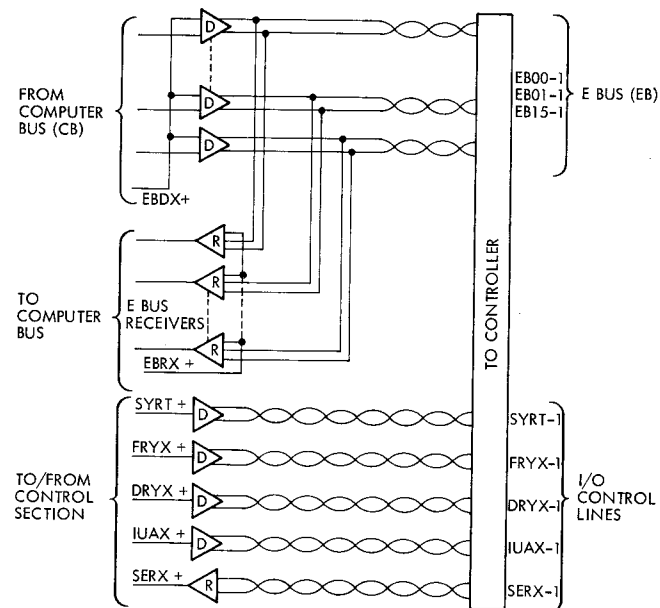 D
FROM
COMPUTER
BUS (CB)
D
D
EBDX+
EB00-1
EB01-1
EB15-1
E BUS (EB)
R
R
TO
COMPUTER
BUS
E BUS
RECEIVERS
R
EBRX +
TO CONTROLLER
SYRT +
D
SYRT-1
FRYX +
D
FRYX-1
TO/FROM
CONTROL
SECTION
DRYX +
D
DRYX-1
I/O
CONTROL
LINES
IUAX +
D
IUAX-1
SERX +
R
SERX-1